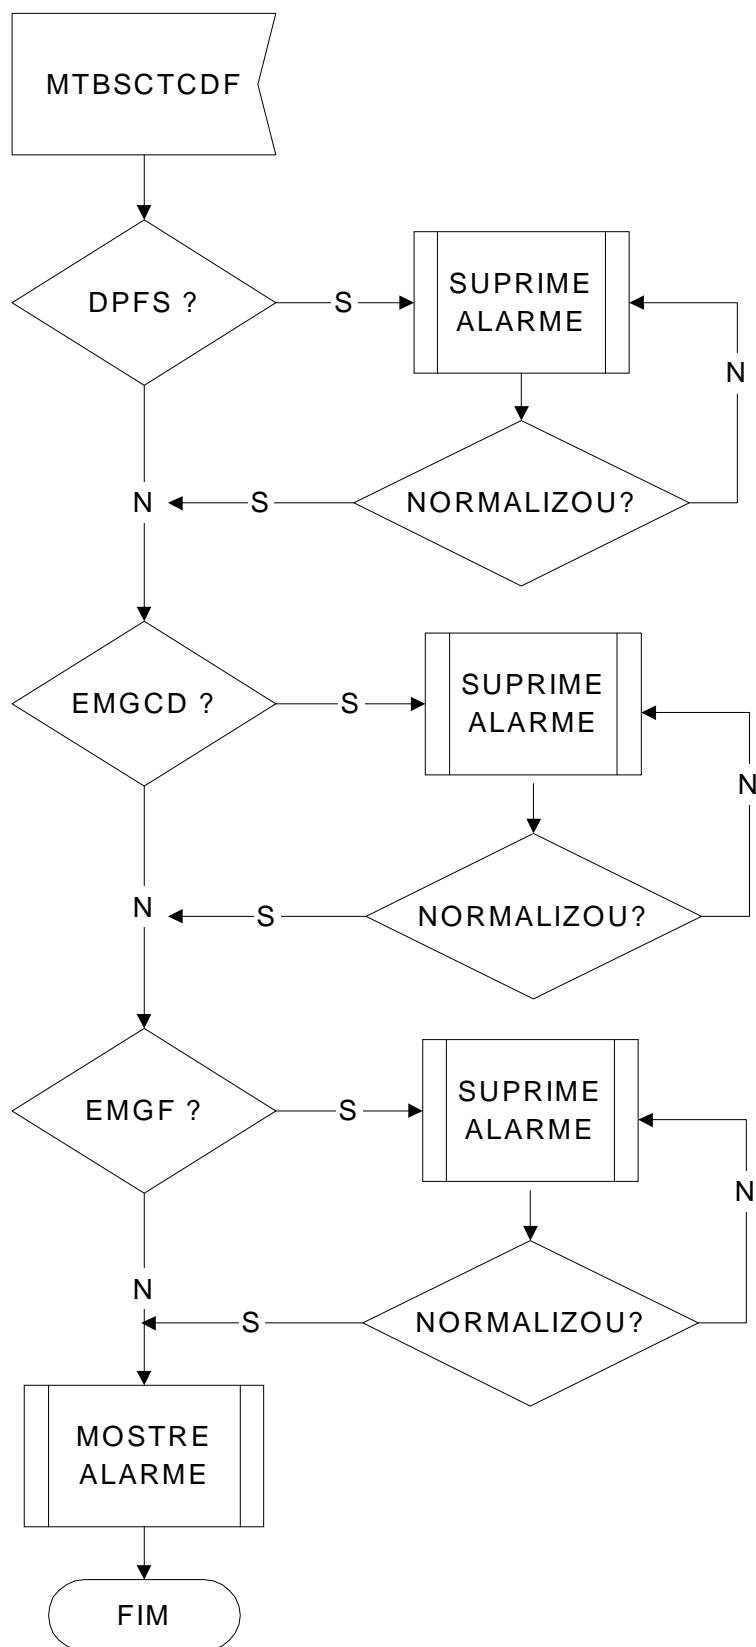 MTBSCTCDF
DPFS ?
S
SUPRIME
ALARME
N
N
S
NORMALIZOU?
EMGCD ?
S
SUPRIME
ALARME
N
N
S
NORMALIZOU?
EMGF ?
S
SUPRIME
ALARME
N
N
S
NORMALIZOU?
MOSTRE
ALARME
FIM